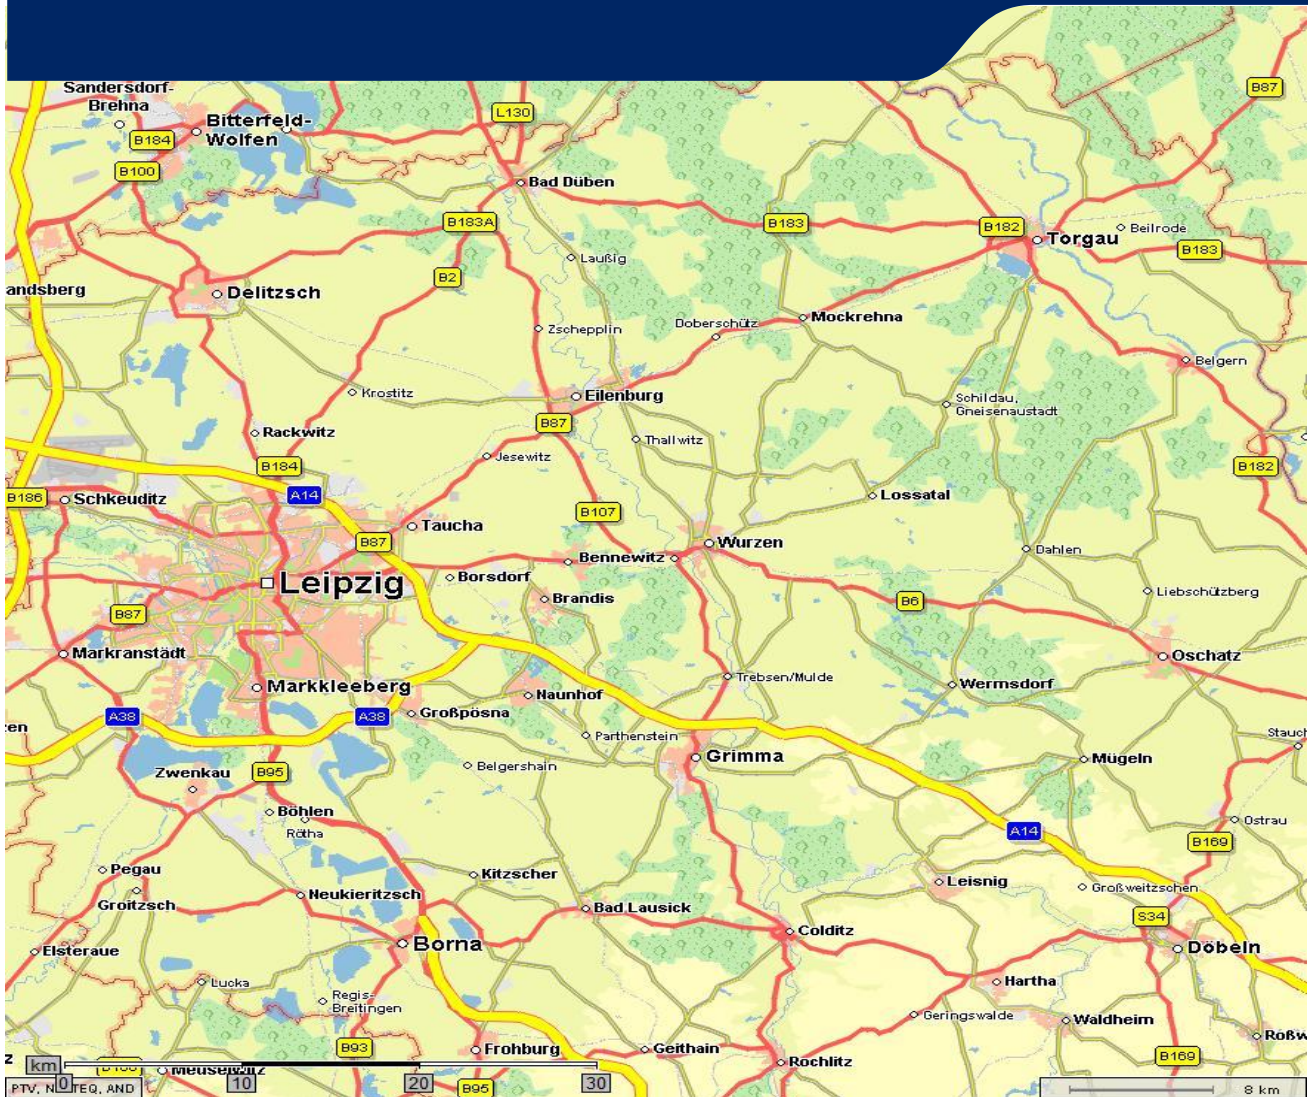 Sandersdorf-
Brehna
Bitterfeld-
Wolfen
B184
B100
L130
B87
Bad Düben
B183A
B183
B182
Torgau
Beilrode
B183
Laußig
B2
andsberg
Delitzsch
Zschepplin
Doberschütz
Mockrehna
Belgern
Krostitz
Eilenburg
Schildau,
Gneisenaustadt
B87
Rackwitz
Thallwitz
Jesewitz
B184
B182
B186
Schkeuditz
A14
Lossatal
B107
Taucha
B87
Wurzen
Dahlen
Bennewitz
Leipzig
Borsdorf
Brandis
B6
Liebschützberg
B87
Markranstädt
Oschatz
Trebsen/Mulde
Markkleeberg
Naunhof
Wermsdorf
A38
A38
Großpösna
zen
Parthenstein
Stauch
Grimma
Mügeln
Zwenkau
B95
Belgershain
Böhlen
Rötha
A14
Ostrau
B169
Pegau
Kitzscher
Leisnig
Großweitzschen
Groitzsch
Neukieritzsch
Bad Lausick
S34
Colditz
Borna
Döbeln
Elsteraue
Lucka
Hartha
Regis-
Breitingen
Geringswalde
Waldheim
Roßw
B93
Frohburg
Geithain
Rochlitz
B169
z
km
0
10
20
30
Meuselwitz
B95
8 km